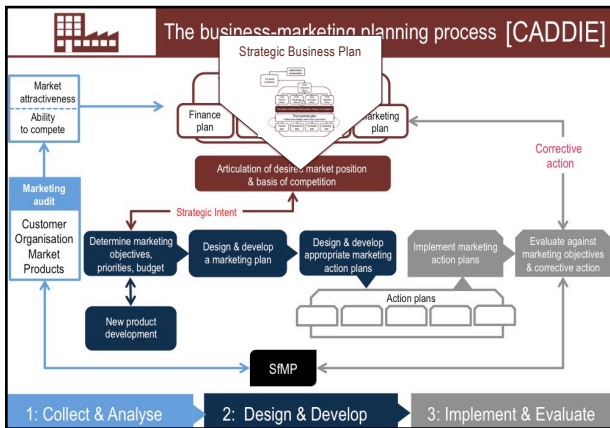 The business-marketing planning process [CADDIE]
Strategic Business Plan
Market
attractiveness
Ability
to compete
Finance
plan
Marketing
plan
Articulation of desired market position
& basis of competition
Corrective
action
Marketing
audit
Customer
Organisation
Market
Products
Strategic Intent
Determine marketing
objectives,
priorities, budget
Design & develop
a marketing plan
Design & develop
appropriate marketing
action plans
Implement marketing
action plans
Evaluate against
marketing objectives
& corrective action
Action plans
New product
development
SfMP
1: Collect & Analyse
2: Design & Develop
3: Implement & Evaluate